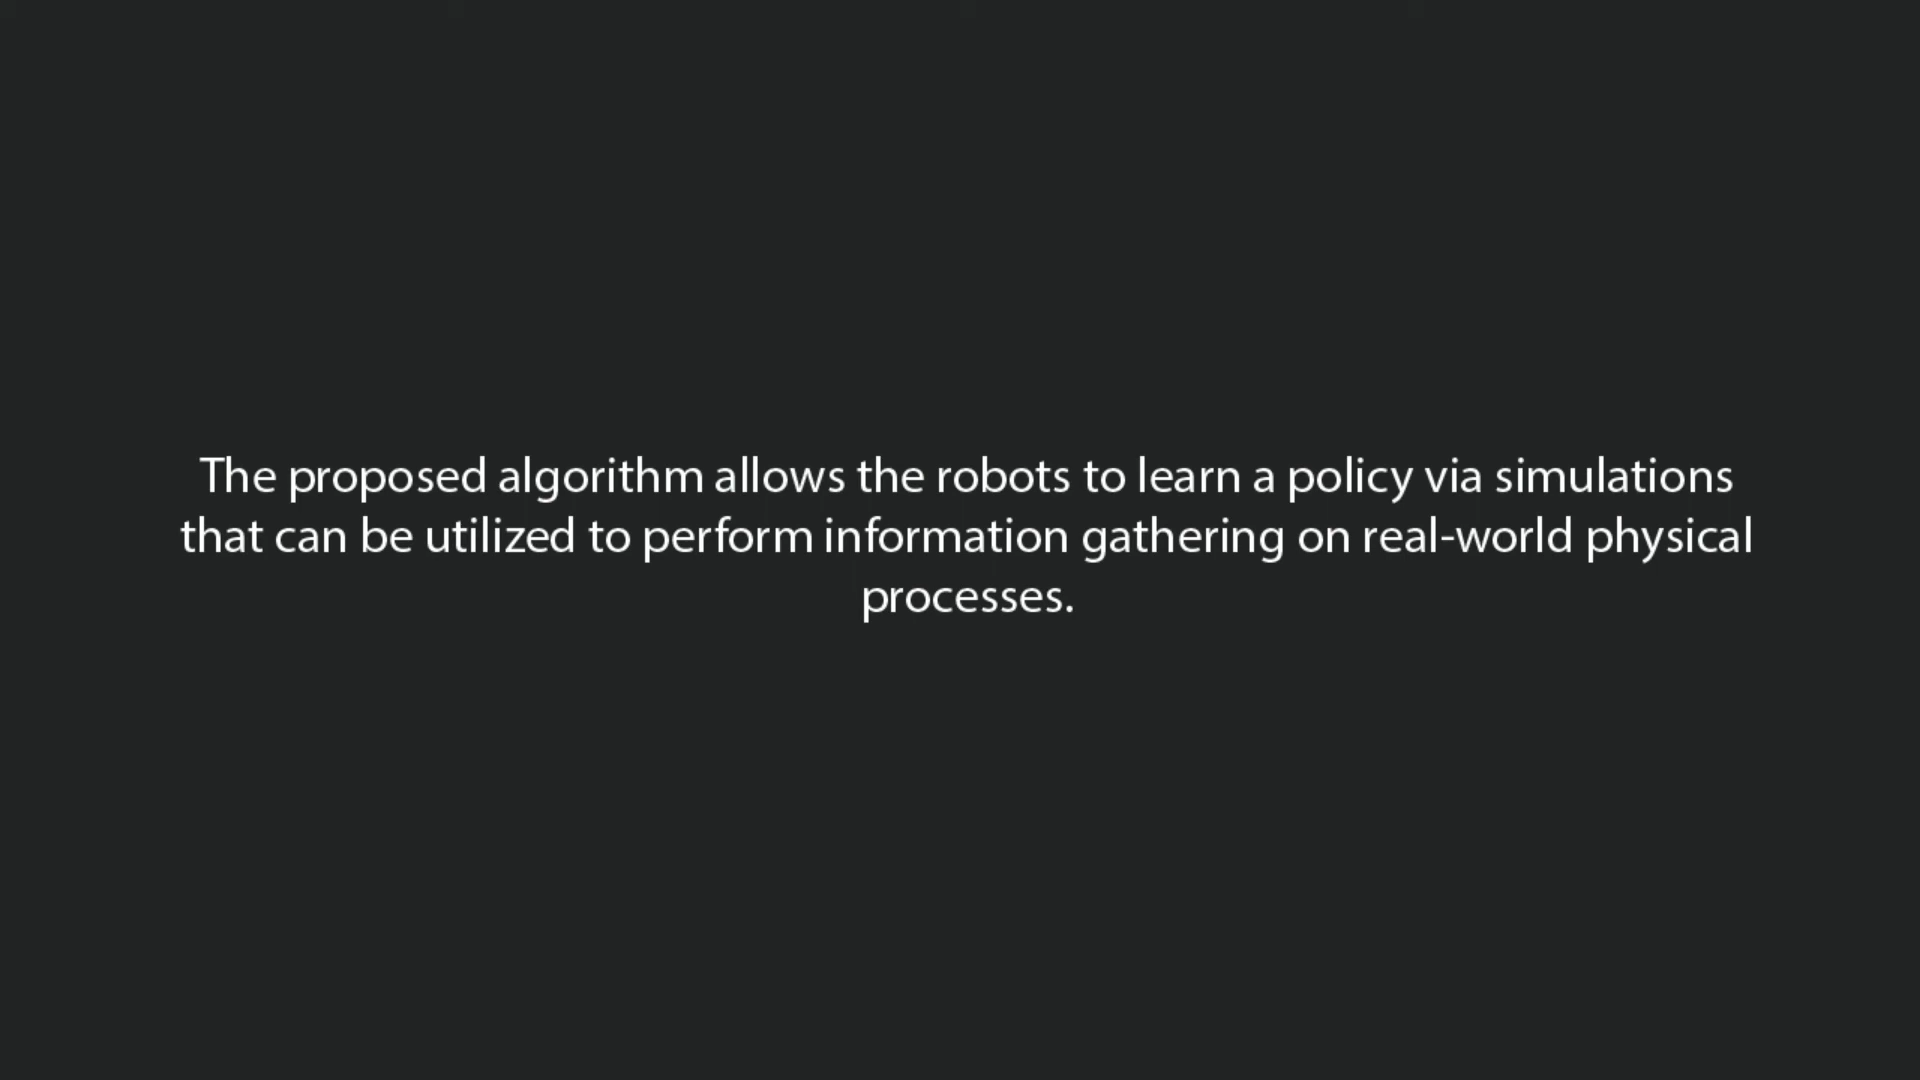 The proposed algorithm allows the robots to learn a policy via simulations
that can be utilized to perform information gathering on real-world physical
processes.